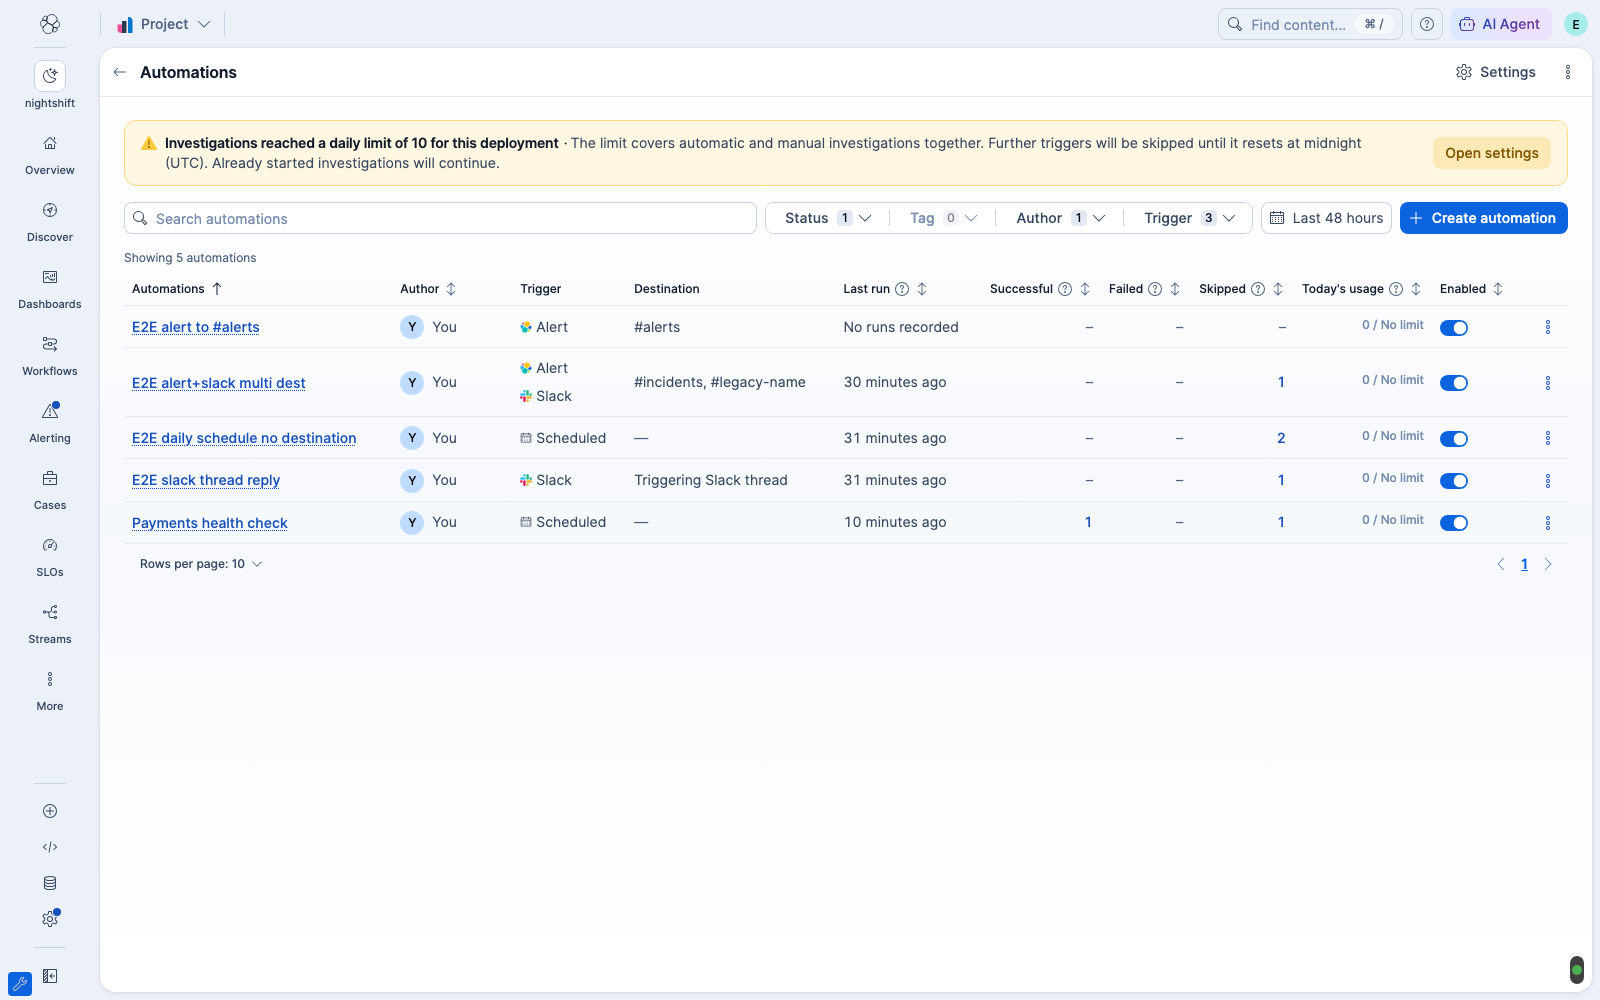 Project
Find content...
⌘ /
AI Agent
E
nightshift
Overview
Discover
Dashboards
Workflows
Alerting
Cases
SLOs
Streams
More
Automations
Settings
Investigations reached a daily limit of 10 for this deployment · The limit covers automatic and manual investigations together. Further triggers will be skipped until it resets at midnight
(UTC). Already started investigations will continue.
Open settings
Search automations
Status 1
Tag 0
Author 1
Trigger 3
Last 48 hours
Create automation
Showing 5 automations
Automations Author Trigger Destination Last run Successful Failed Skipped Today's usage Enabled
E2E alert to #alerts Y You Alert #alerts No runs recorded – – – 0 / No limit
E2E alert+slack multi dest Y You Alert Slack #incidents, #legacy-name 30 minutes ago – – 1 0 / No limit
E2E daily schedule no destination Y You Scheduled — 31 minutes ago – – 2 0 / No limit
E2E slack thread reply Y You Slack Triggering Slack thread 31 minutes ago – – 1 0 / No limit
Payments health check Y You Scheduled — 10 minutes ago 1 – 1 0 / No limit
Rows per page: 10
1